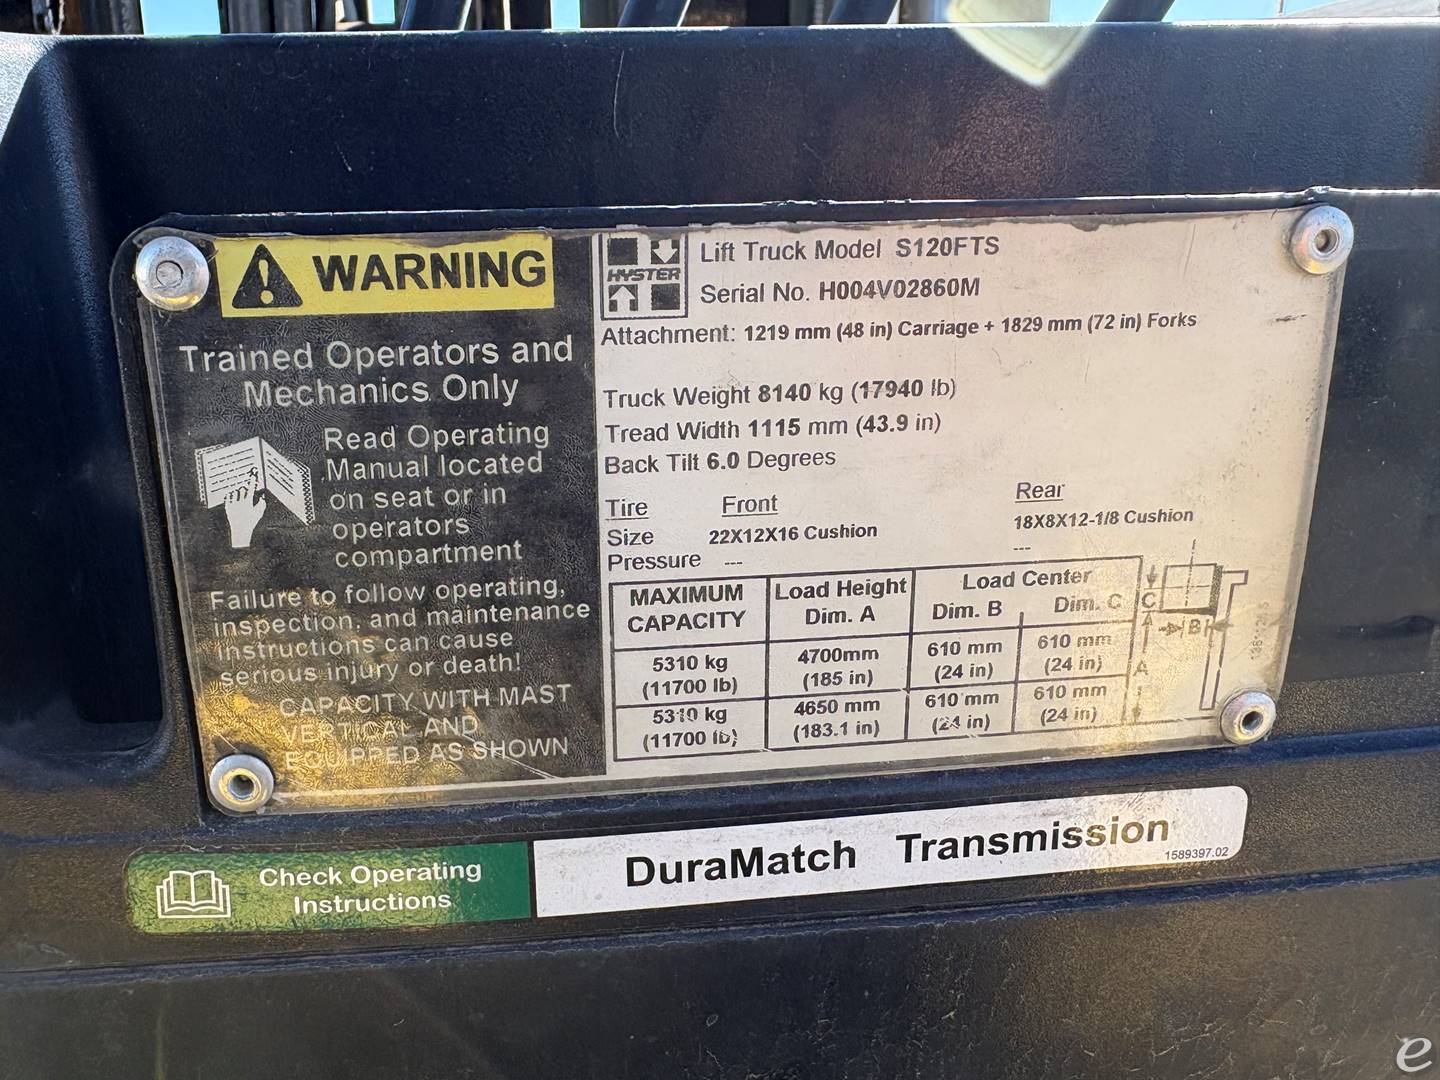 WARNING
Trained Operators and
Mechanics Only
Read Operating
Manual located
on seat or in
operators
compartment
Failure to follow operating,
inspection, and maintenance
instructions can cause
serious injury or death!
CAPACITY WITH MAST
VERTICAL AND
EQUIPPED AS SHOWN
HYSTER
Lift Truck Model S120FTS
Serial No. H004V02860M
Attachment: 1219 mm (48 in) Carriage + 1829 mm (72 in) Forks
Truck Weight 8140 kg (17940 lb)
Tread Width 1115 mm (43.9 in)
Back Tilt 6.0 Degrees
Tire Front Rear
Size 22X12X16 Cushion 18X8X12-1/8 Cushion
Pressure --- ---
MAXIMUM CAPACITY Load Height Dim. A Load Center Dim. B Dim. C
5310 kg (11700 lb) 4700mm (185 in) 610 mm (24 in) 610 mm (24 in)
5310 kg (11700 lb) 4650 mm (183.1 in) 610 mm (24 in) 610 mm (24 in)
C
B
A
Check Operating
Instructions
DuraMatch Transmission
1589397.02
e